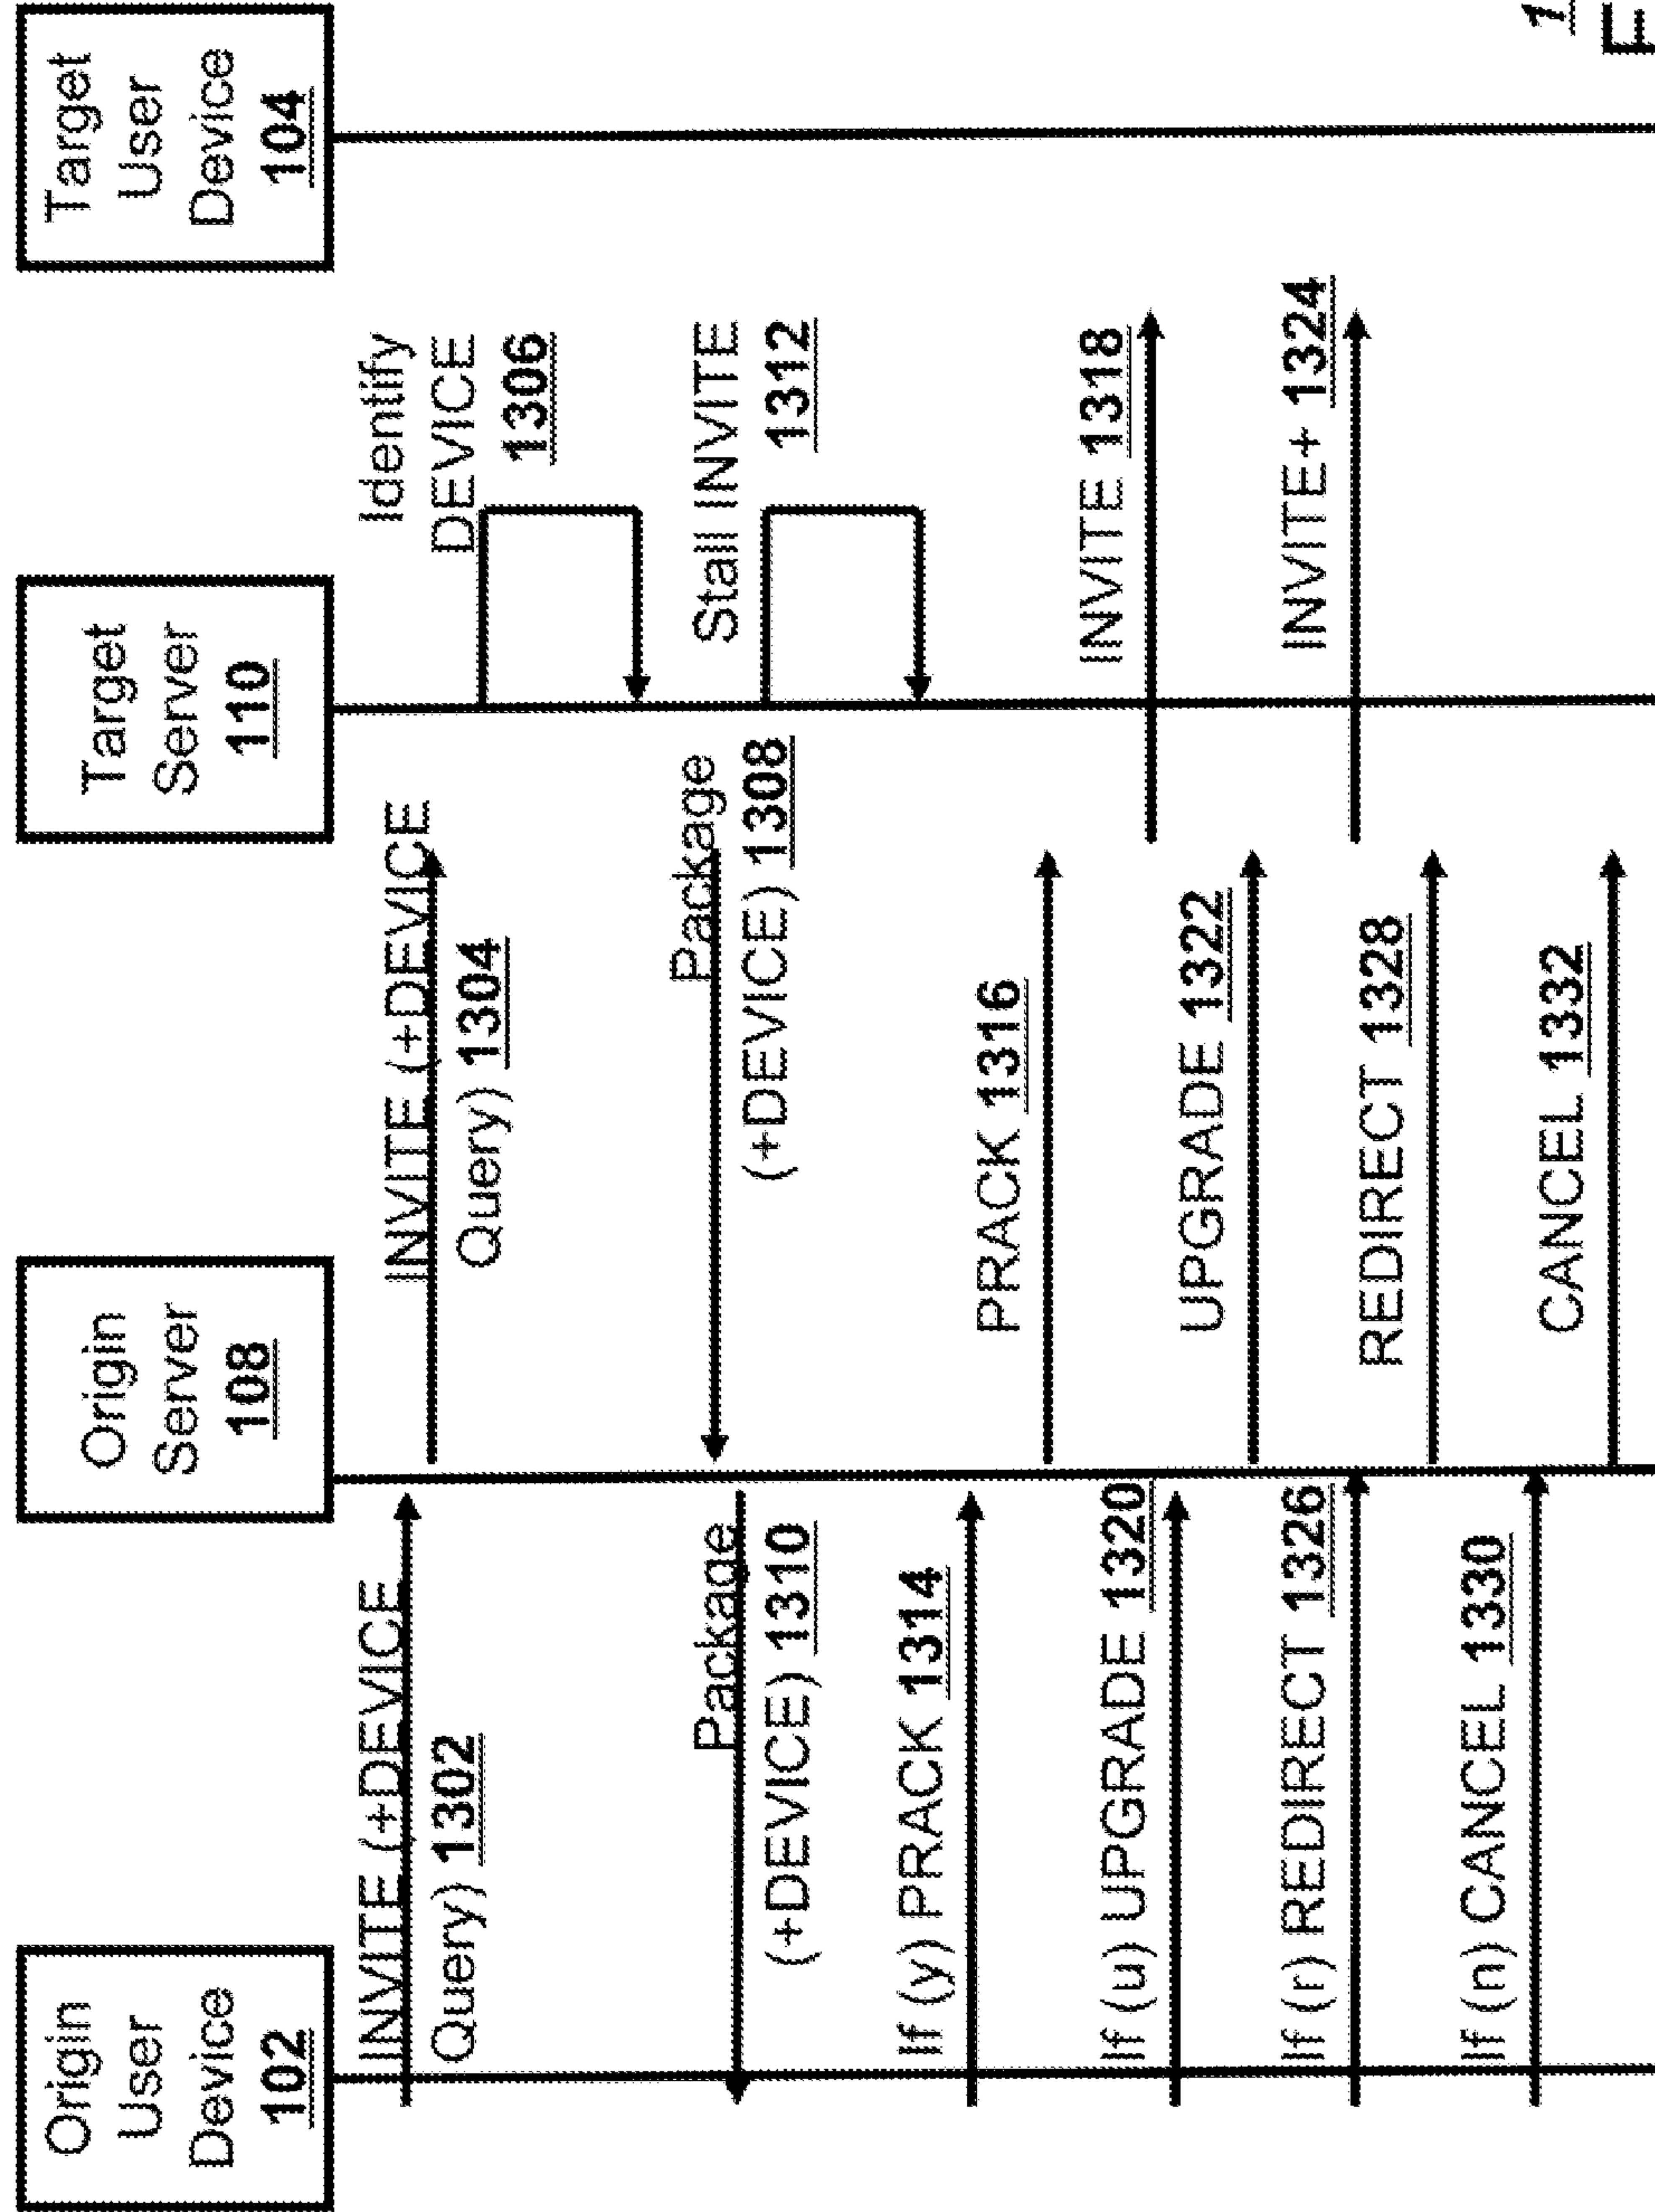 Origin
User
Device
102
Origin
Server
108
Target
Server
110
Target
User
Device
104
INVITE (+DEVICE
Query) 1302
INVITE (+DEVICE
Query) 1304
Identify
DEVICE
1306
Package
(+DEVICE) 1308
Package
(+DEVICE) 1310
Stall INVITE
1312
If (y) PRACK 1314
PRACK 1316
INVITE 1318
If (u) UPGRADE 1320
UPGRADE 1322
INVITE+ 1324
If (r) REDIRECT 1326
REDIRECT 1328
If (n) CANCEL 1330
CANCEL 1332